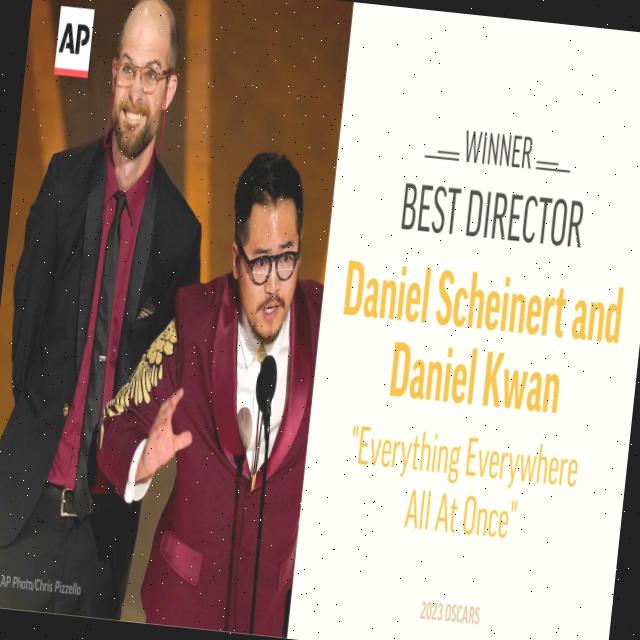 AP
WINNER
BEST DIRECTOR
Daniel Scheinert and
Daniel Kwan
"Everything Everywhere
All At Once"
2023 OSCARS
AP Photo/Chris Pizzello